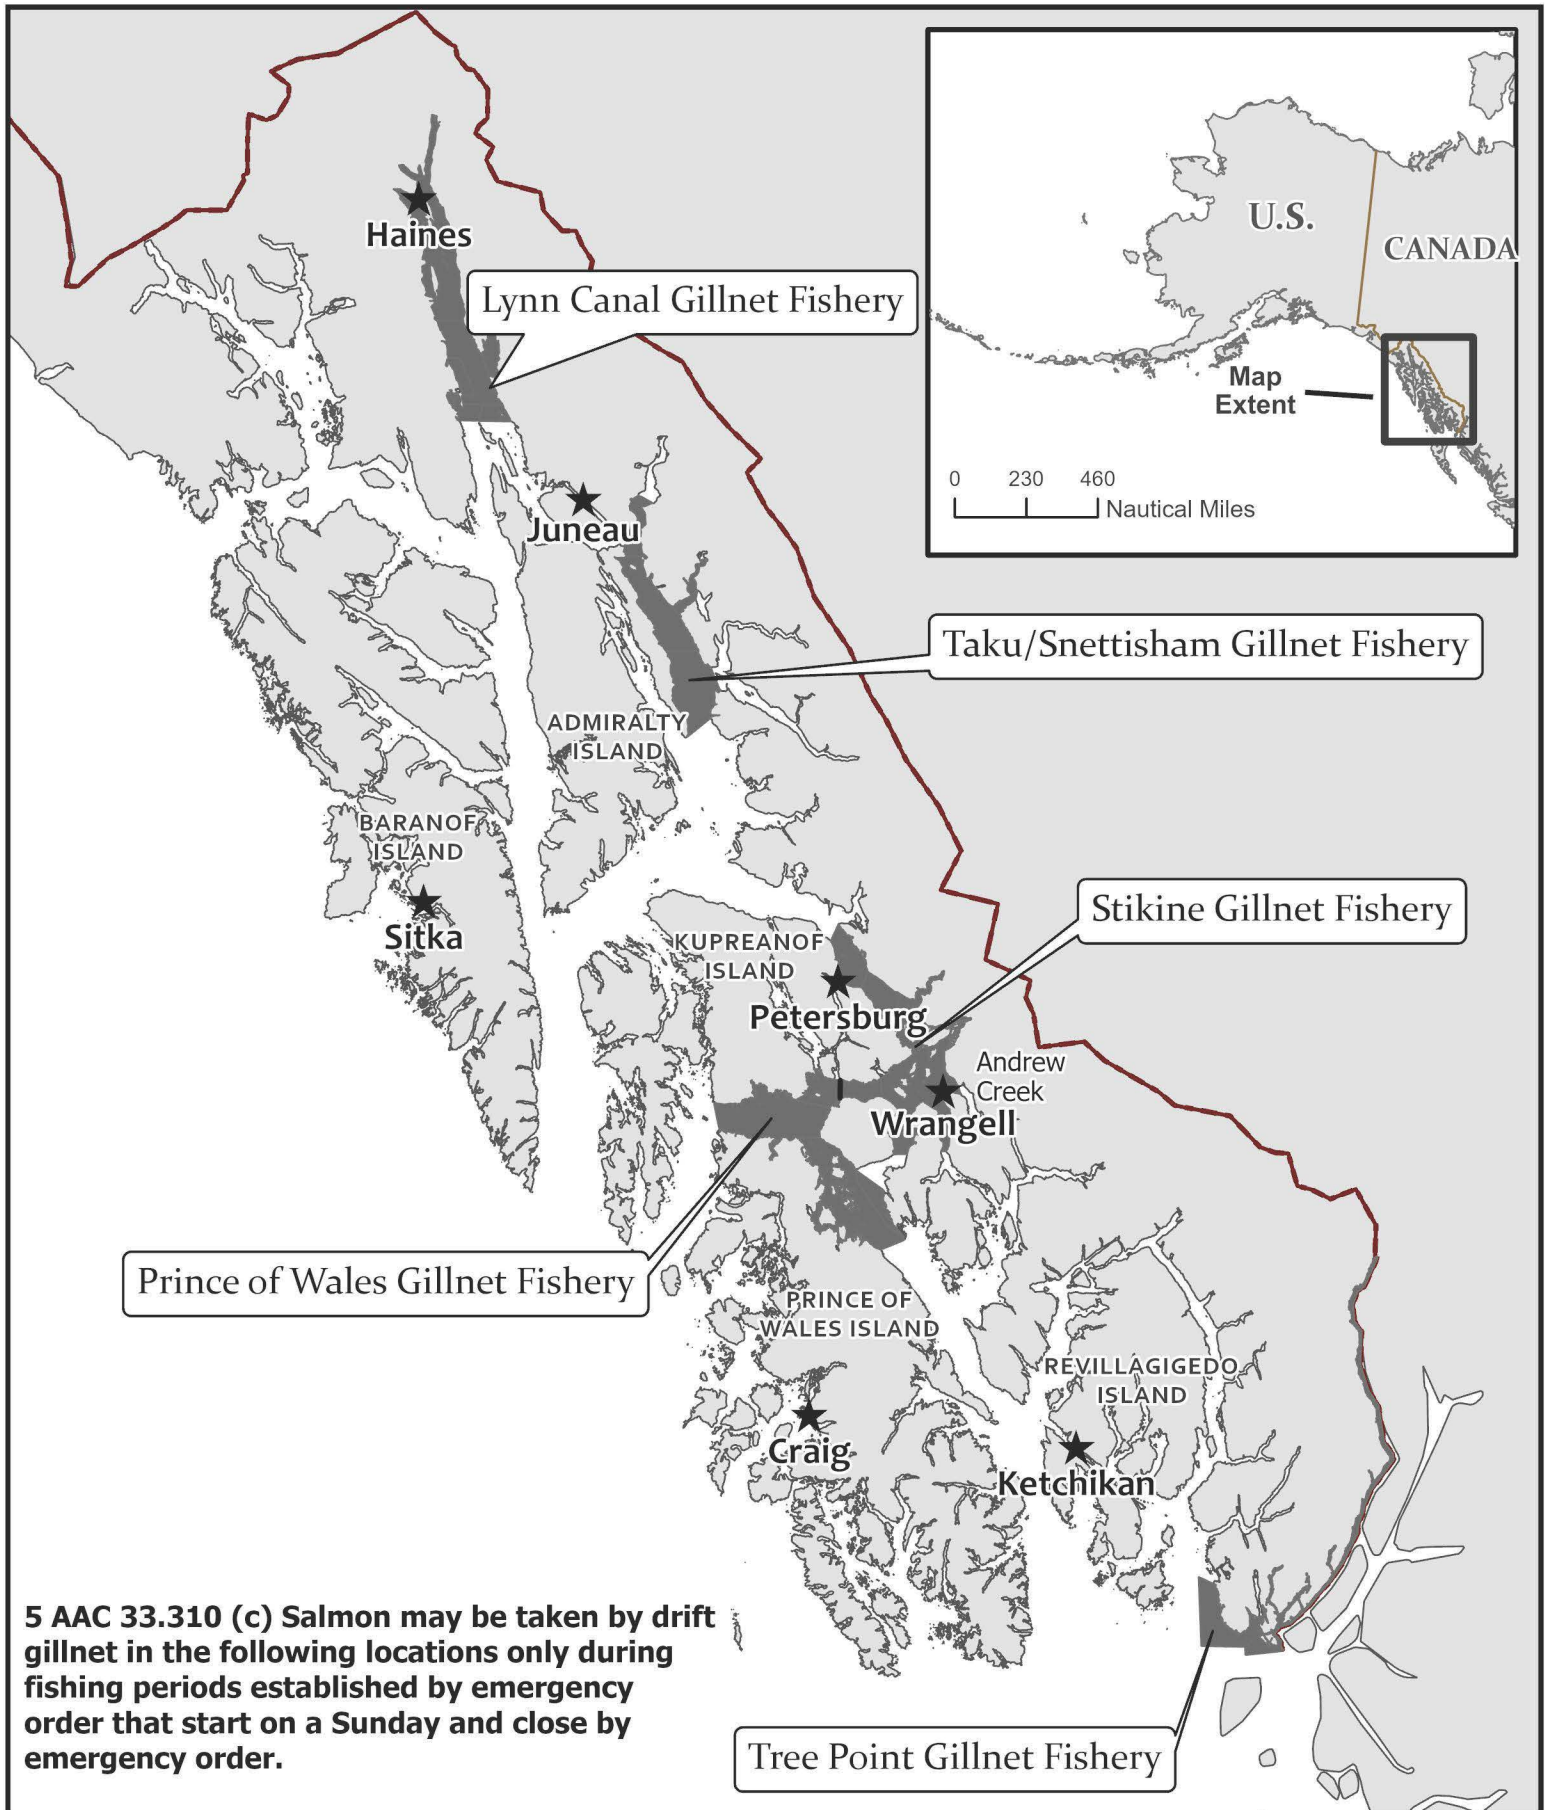 Haines
Lynn Canal Gillnet Fishery
U.S.
CANADA
Map
Extent
0 230 460
Nautical Miles
Juneau
Taku/Snettisham Gillnet Fishery
ADMIRALTY
ISLAND
BARANOF
ISLAND
Sitka
Stikine Gillnet Fishery
KUPREANOF
ISLAND
Petersburg
Andrew
Creek
Wrangell
Prince of Wales Gillnet Fishery
PRINCE OF
WALES ISLAND
REVILLAGIGEDO
ISLAND
Craig
Ketchikan
5 AAC 33.310 (c) Salmon may be taken by drift
gillnet in the following locations only during
fishing periods established by emergency
order that start on a Sunday and close by
emergency order.
Tree Point Gillnet Fishery